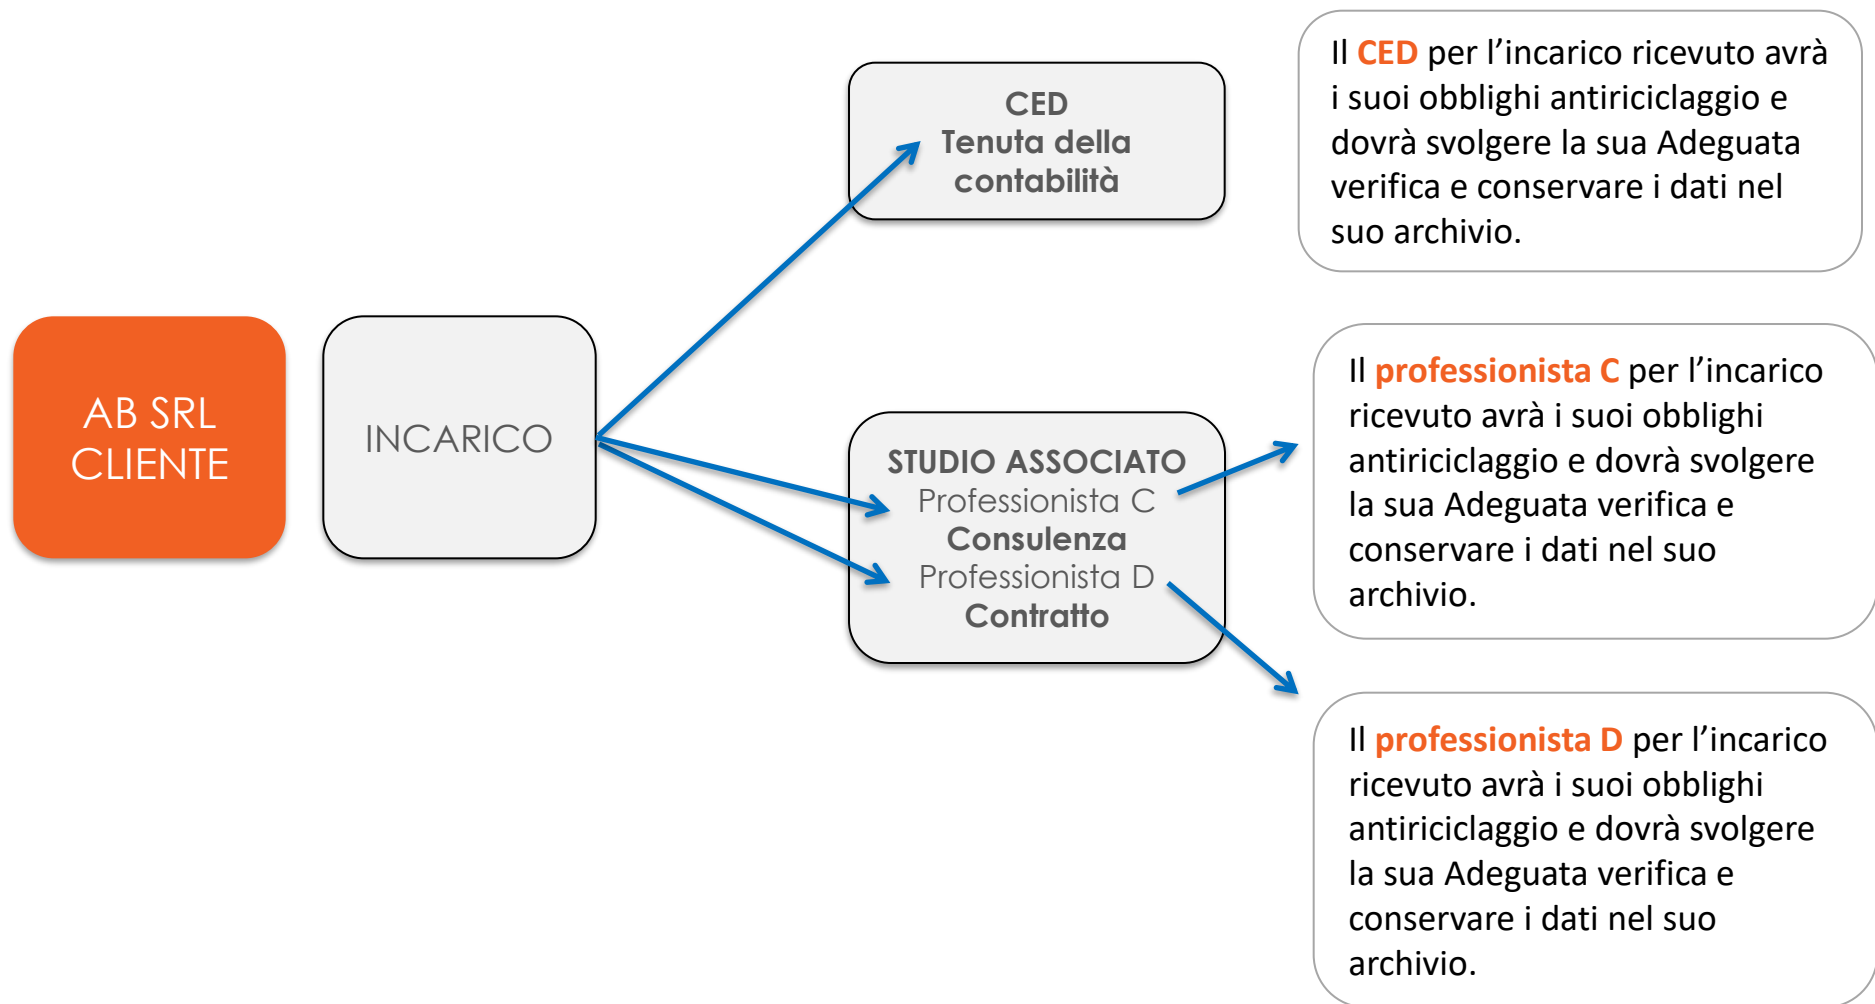 AB SRL
CLIENTE
INCARICO
CED
Tenuta della
contabilità
STUDIO ASSOCIATO
Professionista C
Consulenza
Professionista D
Contratto
Il CED per l’incarico ricevuto avrà
i suoi obblighi antiriciclaggio e
dovrà svolgere la sua Adeguata
verifica e conservare i dati nel
suo archivio.
Il professionista C per l’incarico
ricevuto avrà i suoi obblighi
antiriciclaggio e dovrà svolgere
la sua Adeguata verifica e
conservare i dati nel suo
archivio.
Il professionista D per l’incarico
ricevuto avrà i suoi obblighi
antiriciclaggio e dovrà svolgere
la sua Adeguata verifica e
conservare i dati nel suo
archivio.